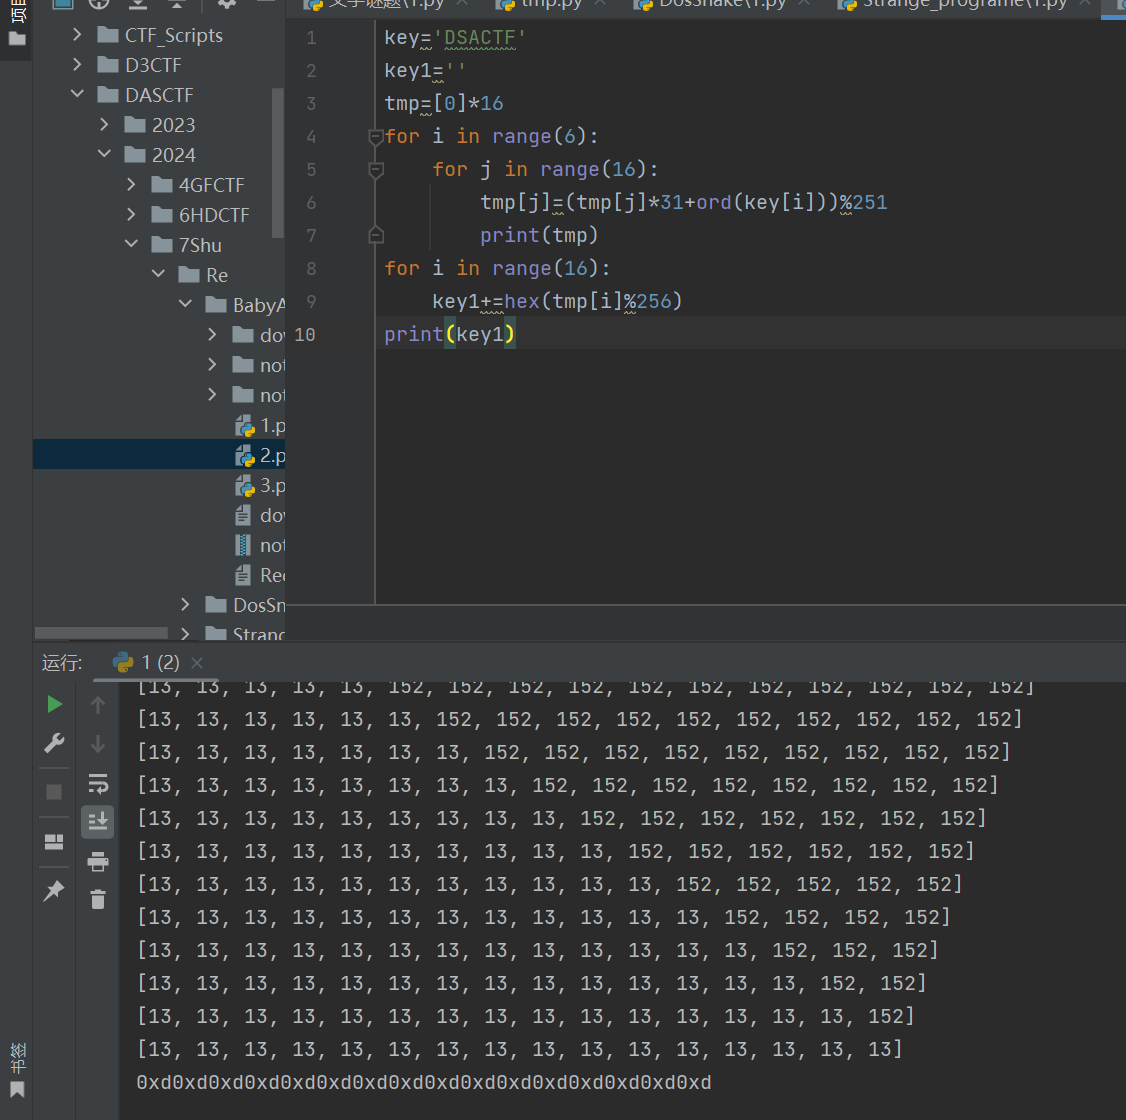 项目
文字谜题\1.py
tmp.py
DosSnake\1.py
Strange_programe\1.py
CTF_Scripts
D3CTF
DASCTF
2023
2024
4GFCTF
6HDCTF
7Shu
Re
BabyA
do
not
not
1.p
2.p
3.p
do
not
Rec
DosSn
Strang
1 key='DSACTF'
2 key1=''
3 tmp=[0]*16
4 for i in range(6):
5 for j in range(16):
6 tmp[j]=(tmp[j]*31+ord(key[i]))%251
7 print(tmp)
8 for i in range(16):
9 key1+=hex(tmp[i]%256)
10 print(key1)
运行: 1 (2)
[13, 13, 13, 13, 13, 152, 152, 152, 152, 152, 152, 152, 152, 152, 152, 152]
[13, 13, 13, 13, 13, 13, 152, 152, 152, 152, 152, 152, 152, 152, 152, 152]
[13, 13, 13, 13, 13, 13, 13, 152, 152, 152, 152, 152, 152, 152, 152, 152]
[13, 13, 13, 13, 13, 13, 13, 13, 152, 152, 152, 152, 152, 152, 152, 152]
[13, 13, 13, 13, 13, 13, 13, 13, 13, 152, 152, 152, 152, 152, 152, 152]
[13, 13, 13, 13, 13, 13, 13, 13, 13, 13, 152, 152, 152, 152, 152, 152]
[13, 13, 13, 13, 13, 13, 13, 13, 13, 13, 13, 152, 152, 152, 152, 152]
[13, 13, 13, 13, 13, 13, 13, 13, 13, 13, 13, 13, 152, 152, 152, 152]
[13, 13, 13, 13, 13, 13, 13, 13, 13, 13, 13, 13, 13, 152, 152, 152]
[13, 13, 13, 13, 13, 13, 13, 13, 13, 13, 13, 13, 13, 13, 152, 152]
[13, 13, 13, 13, 13, 13, 13, 13, 13, 13, 13, 13, 13, 13, 13, 152]
[13, 13, 13, 13, 13, 13, 13, 13, 13, 13, 13, 13, 13, 13, 13, 13]
0xd0xd0xd0xd0xd0xd0xd0xd0xd0xd0xd0xd0xd0xd0xd0xd
书签